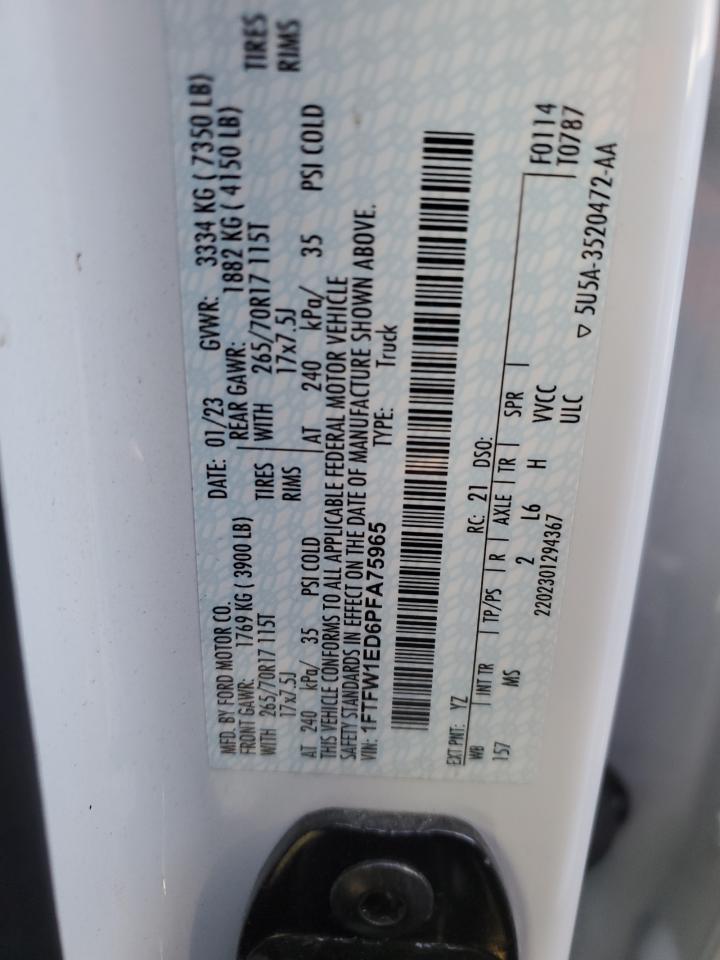 MFD. BY FORD MOTOR CO.
DATE: 01/23 GVWR: 3334 KG ( 7350 LB)
FRONT GAWR: 1769 KG ( 3900 LB) REAR GAWR: 1882 KG ( 4150 LB)
WITH 265/70R17 115T TIRES WITH 265/70R17 115T TIRES
17x7.5J RIMS 17x7.5J RIMS
AT 240 kPa/ 35 PSI COLD AT 240 kPa/ 35 PSI COLD
THIS VEHICLE CONFORMS TO ALL APPLICABLE FEDERAL MOTOR VEHICLE
SAFETY STANDARDS IN EFFECT ON THE DATE OF MANUFACTURE SHOWN ABOVE.
VIN: 1FTFW1ED6PFA75965 TYPE: Truck
F0114
T0787
EXT PNT: YZ RC: 21 DSO:
WB INT TR TP/PS R AXLE TR SPR
157 MS 2 L6 H VVCC
2202301294367 ULC
▽ 5U5A-3520472-AA